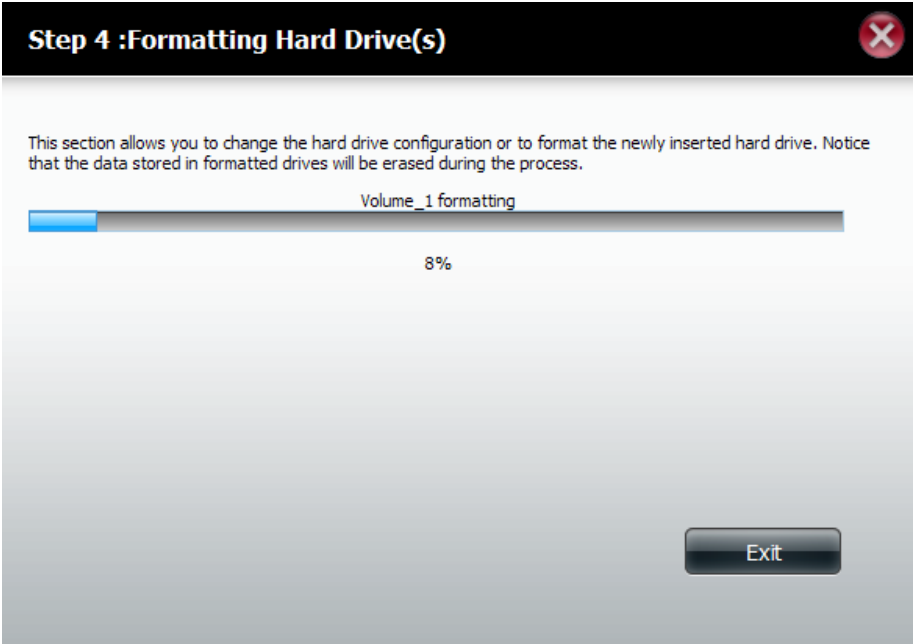 Step 4 :Formatting Hard Drive(s)
This section allows you to change the hard drive configuration or to format the newly inserted hard drive. Notice
that the data stored in formatted drives will be erased during the process.
Volume_1 formatting
8%
Exit